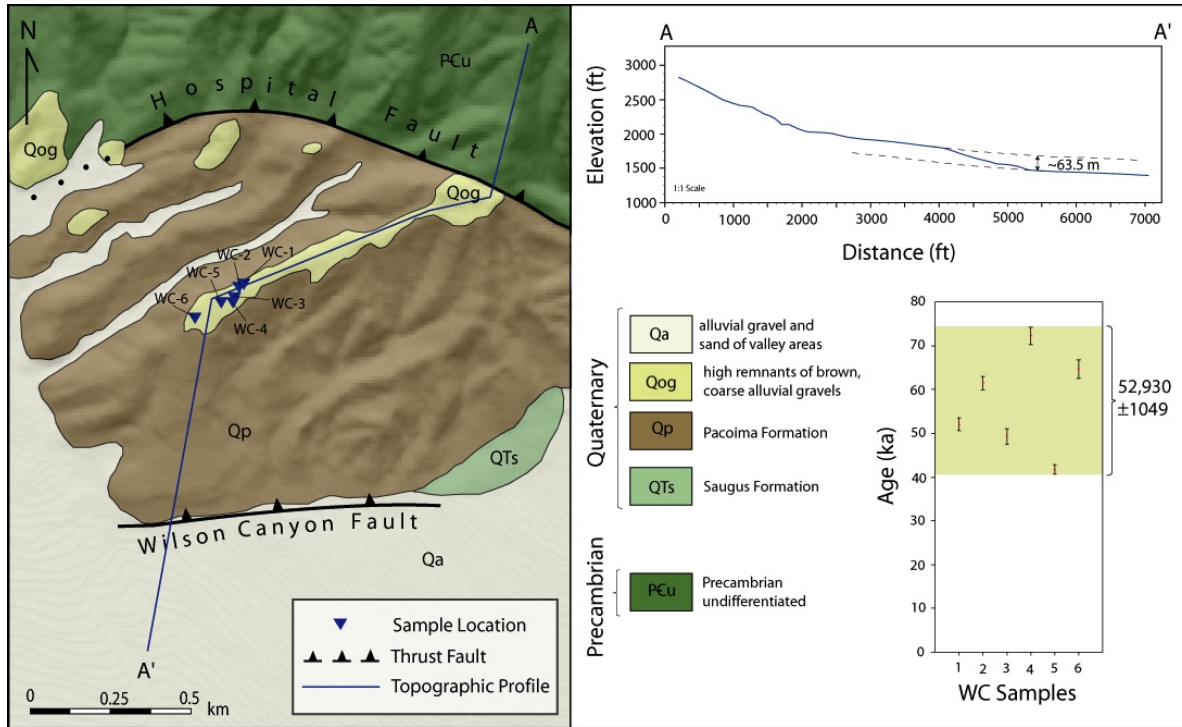 N
A
PЄu
Hospital Fault
Qog
Qog
WC-2
WC-1
WC-5
WC-6
WC-3
WC-4
Qp
QTs
Wilson Canyon Fault
Qa
Sample Location
Thrust Fault
Topographic Profile
A'
0 0.25 0.5
km
A A'
Elevation (ft)
3000
2500
2000
1500
1000
~63.5 m
1:1 Scale
0 1000 2000 3000 4000 5000 6000 7000
Distance (ft)
Quaternary
Qa
alluvial gravel and
sand of valley areas
Qog
high remnants of brown,
coarse alluvial gravels
Qp
Pacoima Formation
QTs
Saugus Formation
Precambrian
PЄu
Precambrian
undifferentiated
Age (ka)
80
70
60
50
40
30
20
10
0
52,930
±1049
1 2 3 4 5 6
WC Samples